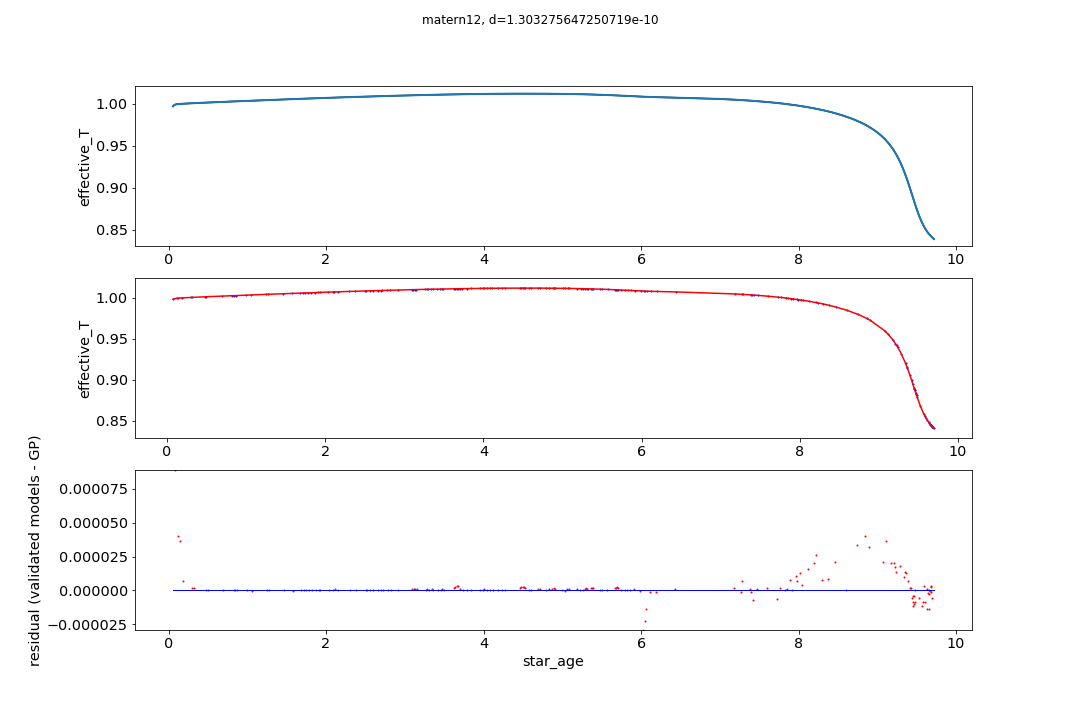 matern12, d=1.303275647250719e-10
effective_T
1.00
0.95
0.90
0.85
0 2 4 6 8 10
effective_T
1.00
0.95
0.90
0.85
0 2 4 6 8 10
residual (validated models - GP)
0.000075
0.000050
0.000025
0.000000
−0.000025
0 2 4 6 8 10
star_age